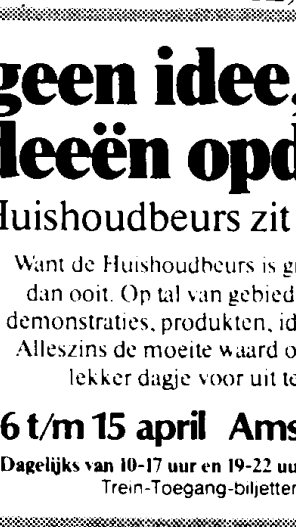 geen idee,
deeën opd
Huishoudbeurs zit
Want de Huishoudbeurs is gr
dan ooit. Op tal van gebied
demonstraties, produkten, id
Alleszins de moeite waard o
lekker dagje voor uit te
6 t/m 15 april Ams
Dagelijks van 10-17 uur en 19-22 uu
Trein-Toegang-biljetten